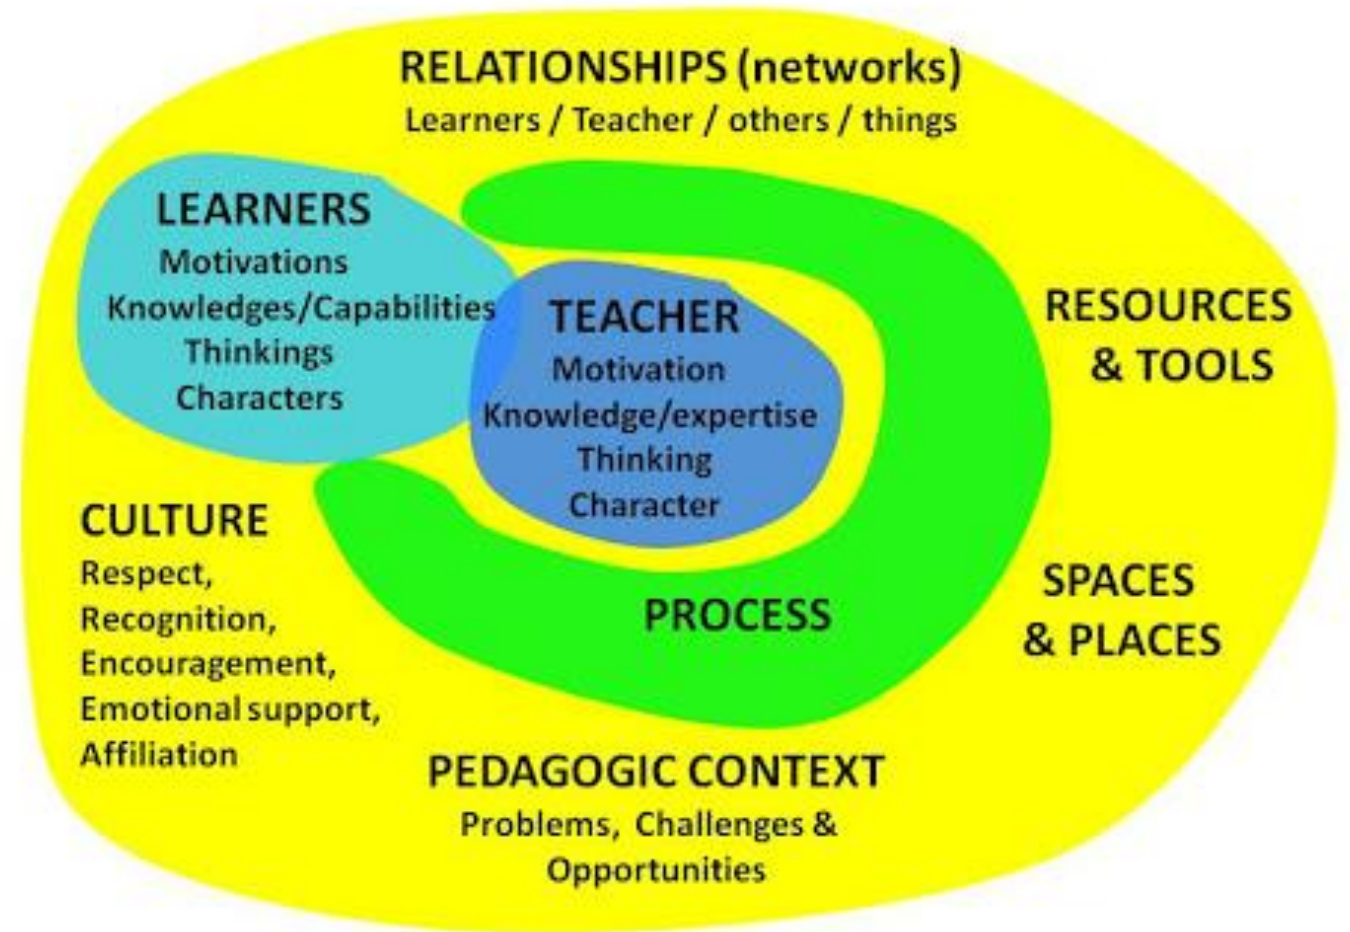 RELATIONSHIPS (networks)
Learners / Teacher / others / things
LEARNERS
Motivations
Knowledges/Capabilities
Thinkings
Characters
TEACHER
Motivation
Knowledge/expertise
Thinking
Character
RESOURCES
& TOOLS
CULTURE
Respect,
Recognition,
Encouragement,
Emotional support,
Affiliation
PROCESS
SPACES
& PLACES
PEDAGOGIC CONTEXT
Problems, Challenges &
Opportunities